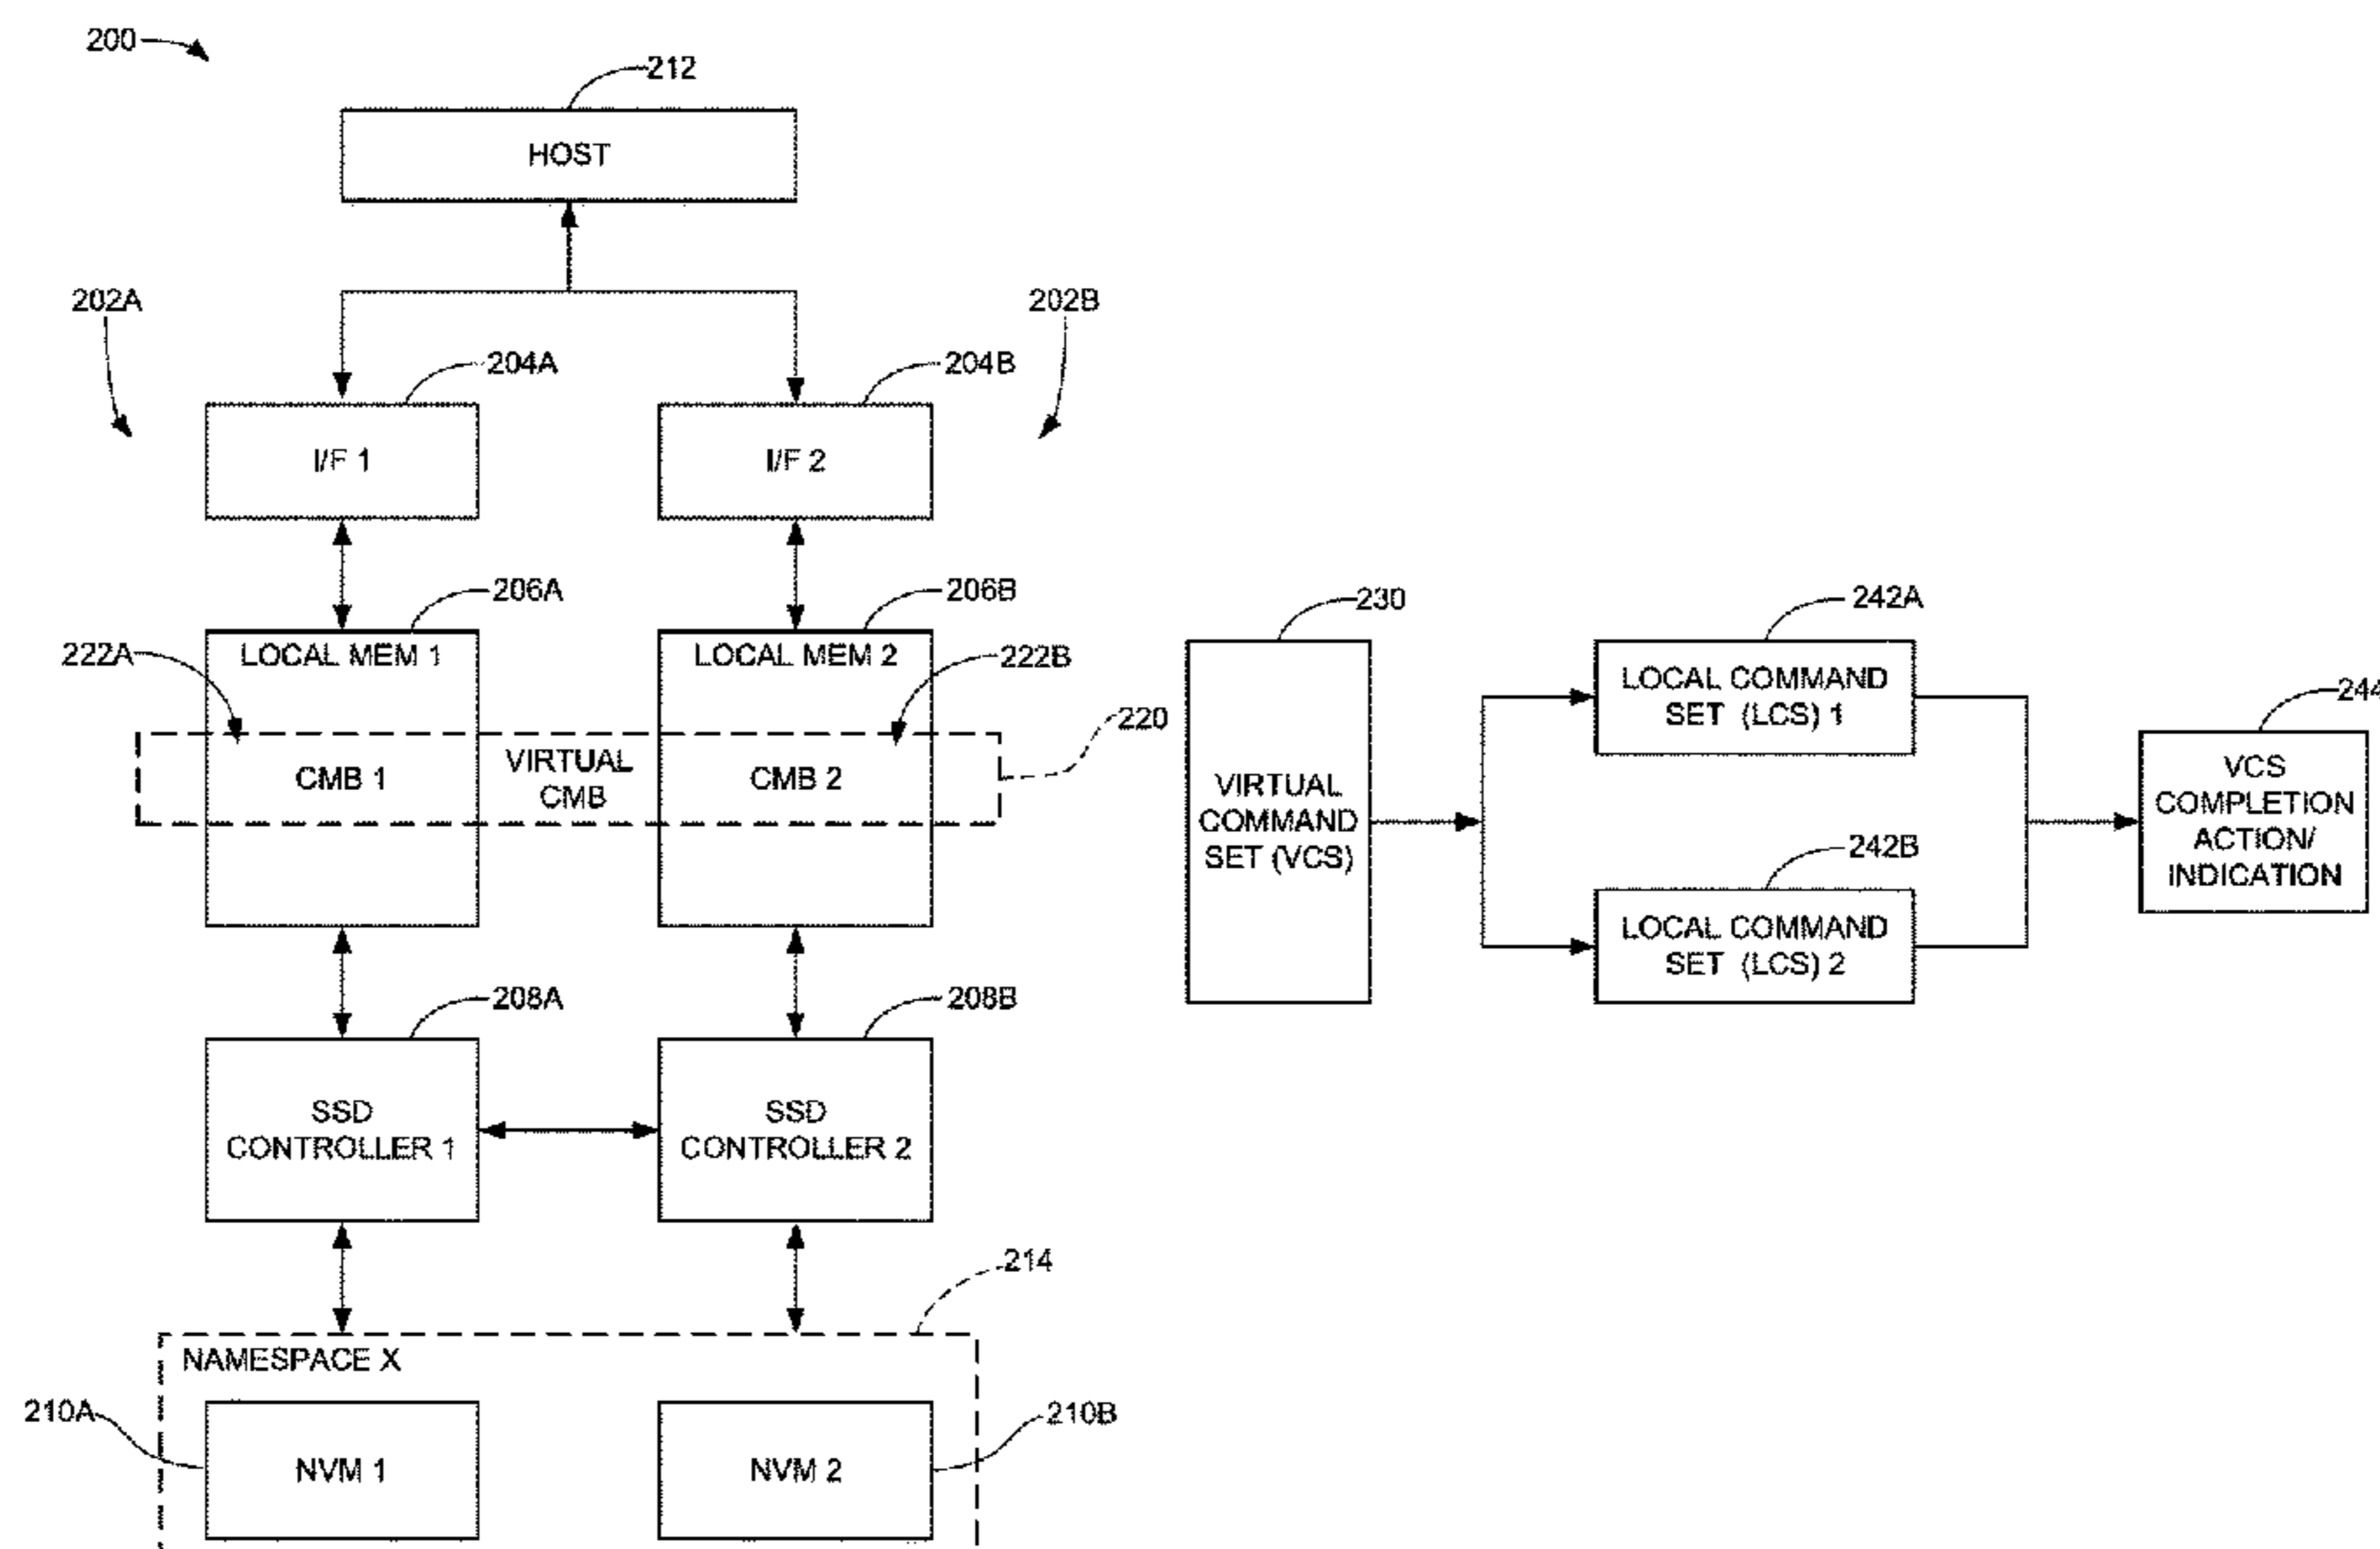 200
212
HOST
202A
202B
204A
204B
I/F 1
I/F 2
206A
206B
222A
LOCAL MEM 1
LOCAL MEM 2
222B
220
CMB 1
VIRTUAL
CMB
CMB 2
208A
208B
SSD
CONTROLLER 1
SSD
CONTROLLER 2
214
NAMESPACE X
210A
210B
NVM 1
NVM 2
230
VIRTUAL
COMMAND
SET (VCS)
242A
LOCAL COMMAND
SET (LCS) 1
242B
LOCAL COMMAND
SET (LCS) 2
244
VCS
COMPLETION
ACTION/
INDICATION